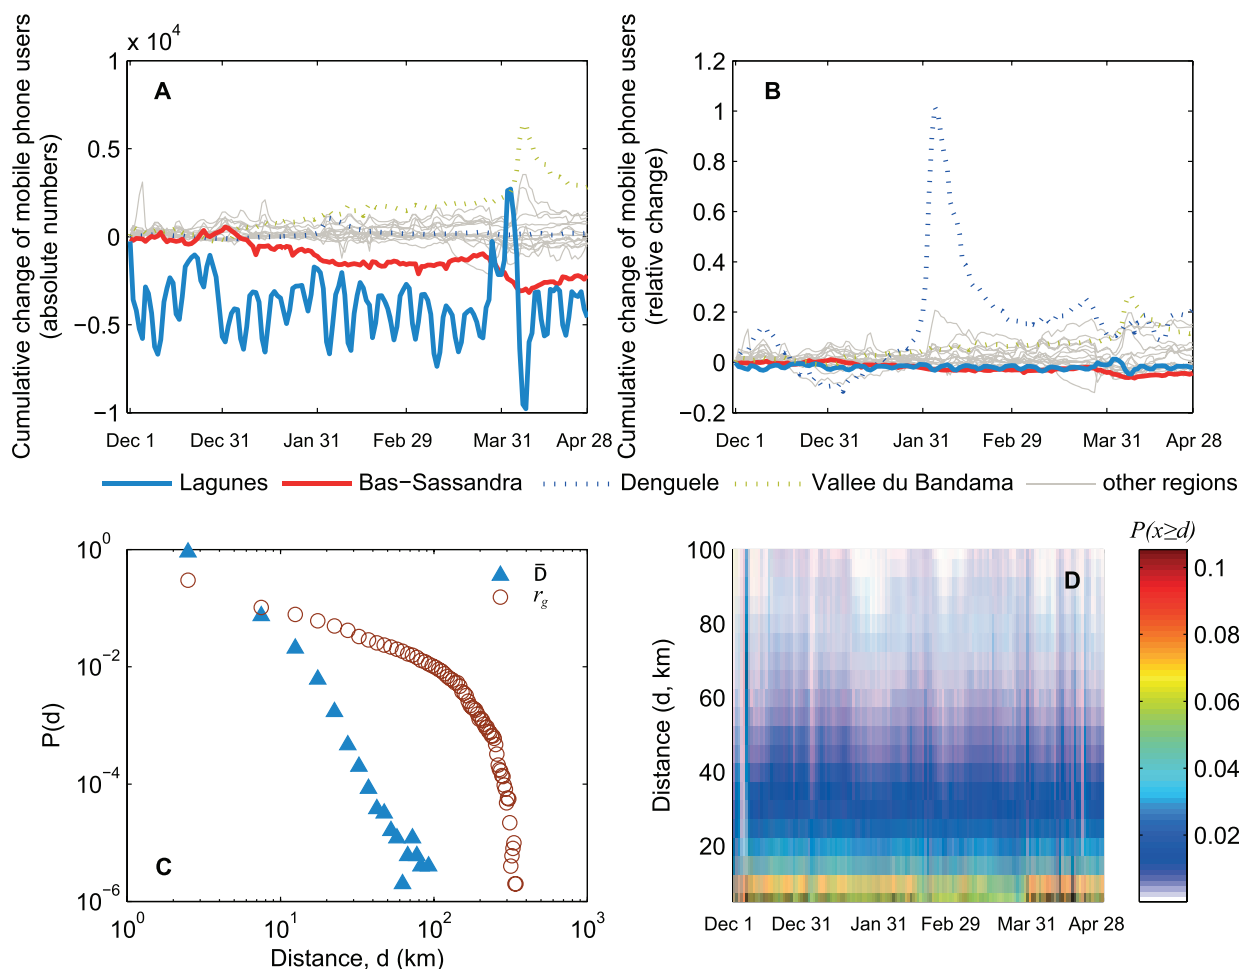 x 10^4
Cumulative change of mobile phone users
(absolute numbers)
A
1
0.5
0
−0.5
−1
Dec 1 Dec 31 Jan 31 Feb 29 Mar 31 Apr 28
Cumulative change of mobile phone users
(relative change)
B
1.2
1
0.8
0.6
0.4
0.2
0
−0.2
Dec 1 Dec 31 Jan 31 Feb 29 Mar 31 Apr 28
Lagunes Bas−Sassandra Denguele Vallee du Bandama other regions
P(d)
10^0
10^−2
10^−4
10^−6
D̄
r_g
C
10^0 10^1 10^2 10^3
Distance, d (km)
Distance (d, km)
100
80
60
40
20
D
Dec 1 Dec 31 Jan 31 Feb 29 Mar 31 Apr 28
P(x≥d)
0.1
0.08
0.06
0.04
0.02